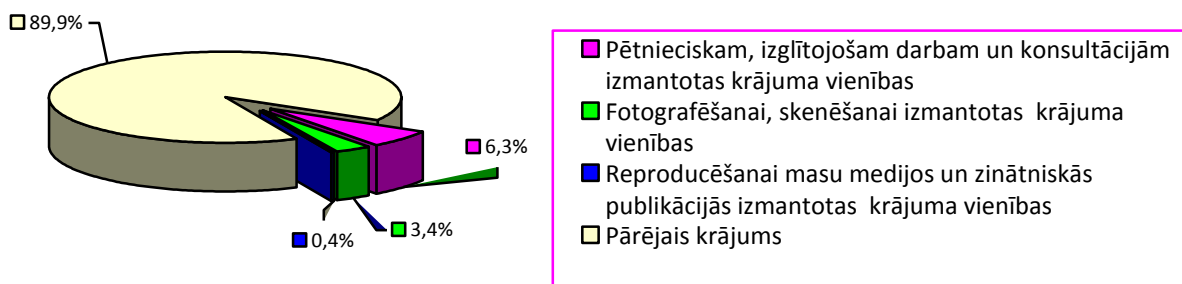 89,9%
6,3%
3,4%
0,4%
Pētnieciskam, izglītojošam darbam un konsultācijām
izmantotas krājuma vienības
Fotografēšanai, skenēšanai izmantotas krājuma
vienības
Reproducēšanai masu medijos un zinātniskās
publikācijās izmantotas krājuma vienības
Pārējais krājums